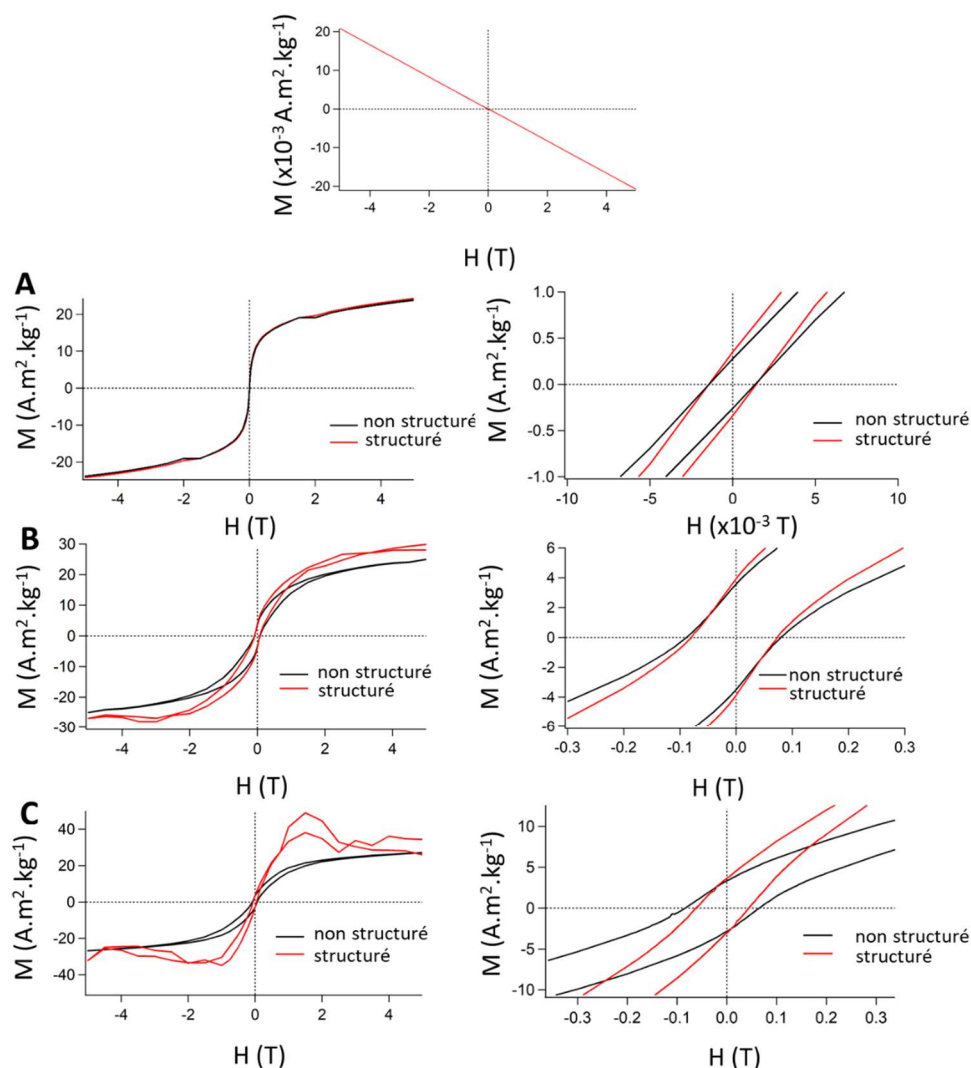 M (x10⁻³ A.m².kg⁻¹)
20
10
0
-10
-20
-4 -2 0 2 4
H (T)
A
M (A.m².kg⁻¹)
20
10
0
-10
-20
non structuré
structuré
-4 -2 0 2 4
H (T)
M (A.m².kg⁻¹)
1.0
0.5
0.0
-0.5
-1.0
non structuré
structuré
-10 -5 0 5 10
H (x10⁻³ T)
B
M (A.m².kg⁻¹)
30
20
10
0
-10
-20
-30
non structuré
structuré
-4 -2 0 2 4
H (T)
M (A.m².kg⁻¹)
6
4
2
0
-2
-4
-6
non structuré
structuré
-0.3 -0.2 -0.1 0.0 0.1 0.2 0.3
H (T)
C
M (A.m².kg⁻¹)
40
20
0
-20
-40
non structuré
structuré
-4 -2 0 2 4
H (T)
M (A.m².kg⁻¹)
10
5
0
-5
-10
non structuré
structuré
-0.3 -0.2 -0.1 0.0 0.1 0.2 0.3
H (T)